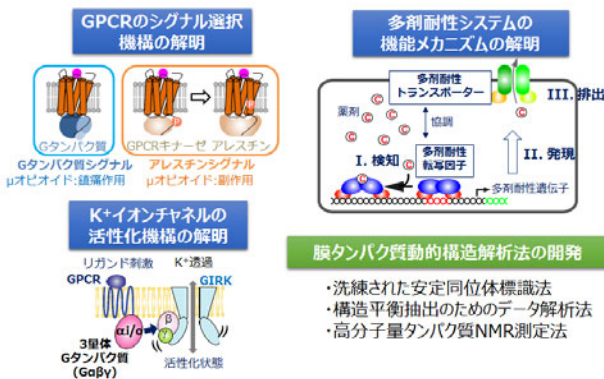 GPCRのシグナル選択
機構の解明
Gタンパク質
GPCRキナーゼ アレスチン
Gタンパク質シグナル
μオピオイド:鎮痛作用
アレスチンシグナル
μオピオイド:副作用
K⁺イオンチャネルの
活性化機構の解明
リガンド刺激
K⁺透過
GPCR
GIRK
αi/o
β
γ
3量体
Gタンパク質
(Gαβγ)
活性化状態
多剤耐性システムの
機能メカニズムの解明
多剤耐性
トランスポーター
III. 排出
薬剤
協調
I. 検知
多剤耐性
転写因子
II. 発現
多剤耐性遺伝子
C
C
C
C
C
C
C
C
C
膜タンパク質動的構造解析法の開発
・洗練された安定同位体標識法
・構造平衡抽出のためのデータ解析法
・高分子量タンパク質NMR測定法